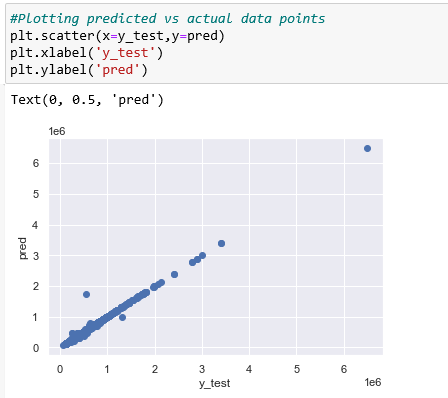 #Plotting predicted vs actual data points
plt.scatter(x=y_test,y=pred)
plt.xlabel('y_test')
plt.ylabel('pred')
Text(0, 0.5, 'pred')
1e6
6
5
4
3
2
1
0
pred
0 1 2 3 4 5 6
y_test
1e6